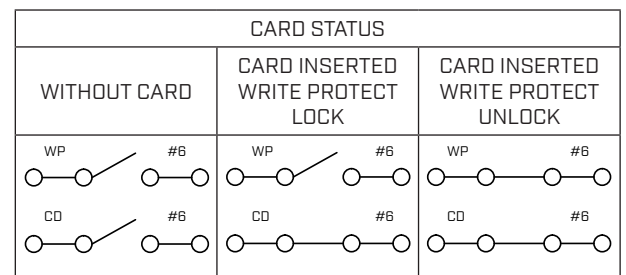 CARD STATUS
WITHOUT CARD
CARD INSERTED
WRITE PROTECT
LOCK
CARD INSERTED
WRITE PROTECT
UNLOCK
WP #6
WP #6
WP #6
CD #6
CD #6
CD #6